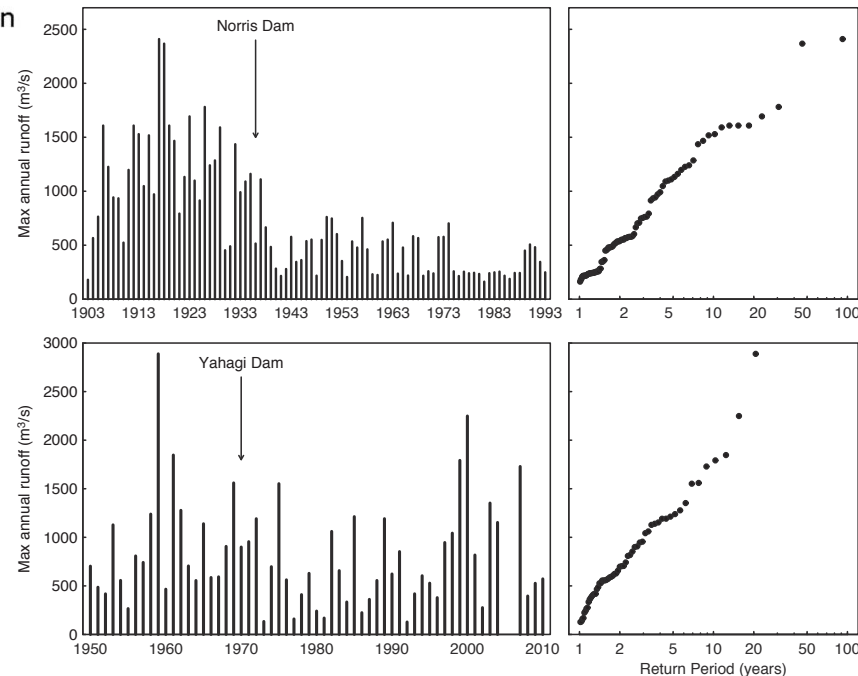 n
Norris Dam
Max annual runoff (m³/s)
2500
2000
1500
1000
500
0
1903 1913 1923 1933 1943 1953 1963 1973 1983 1993
1 2 5 10 20 50 100
Yahagi Dam
Max annual runoff (m³/s)
3000
2500
2000
1500
1000
500
0
1950 1960 1970 1980 1990 2000 2010
1 2 5 10 20 50 100
Return Period (years)